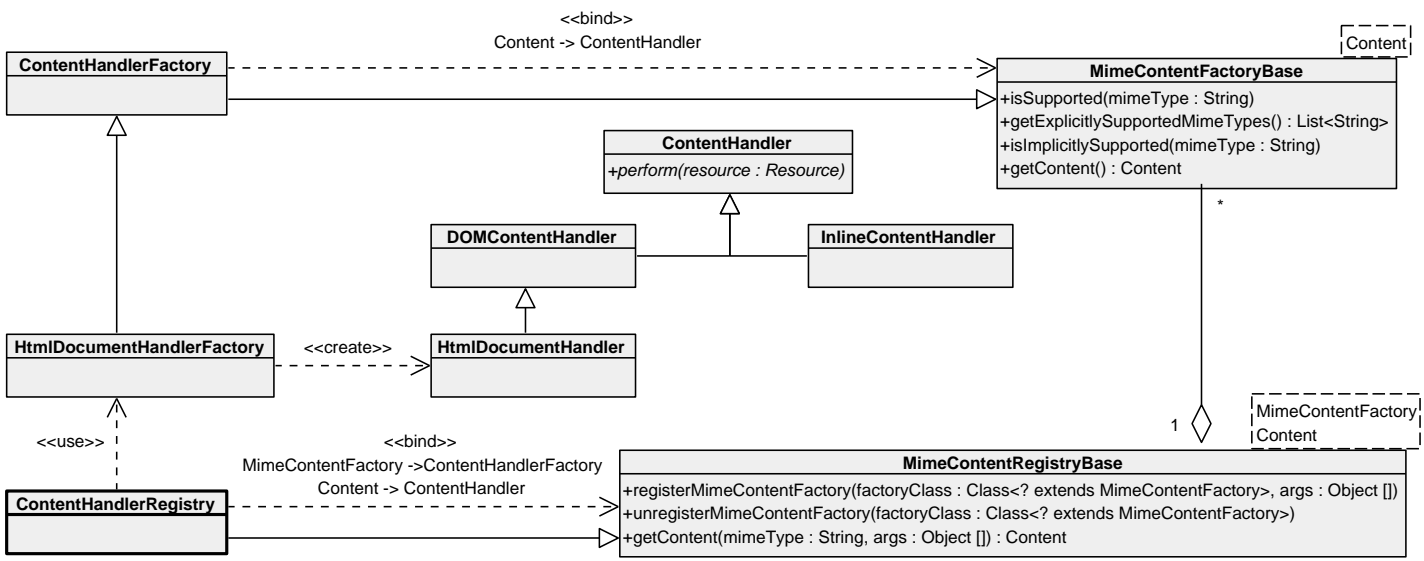 <<bind>>
Content -> ContentHandler
Content
ContentHandlerFactory
MimeContentFactoryBase
+isSupported(mimeType : String)
+getExplicitlySupportedMimeTypes() : List<String>
+isImplicitlySupported(mimeType : String)
+getContent() : Content
ContentHandler
+perform(resource : Resource)
*
DOMContentHandler
InlineContentHandler
HtmlDocumentHandlerFactory
<<create>>
HtmlDocumentHandler
MimeContentFactory
Content
1
<<use>>
<<bind>>
MimeContentFactory ->ContentHandlerFactory
Content -> ContentHandler
MimeContentRegistryBase
+registerMimeContentFactory(factoryClass : Class<? extends MimeContentFactory>, args : Object [])
+unregisterMimeContentFactory(factoryClass : Class<? extends MimeContentFactory>)
+getContent(mimeType : String, args : Object []) : Content
ContentHandlerRegistry